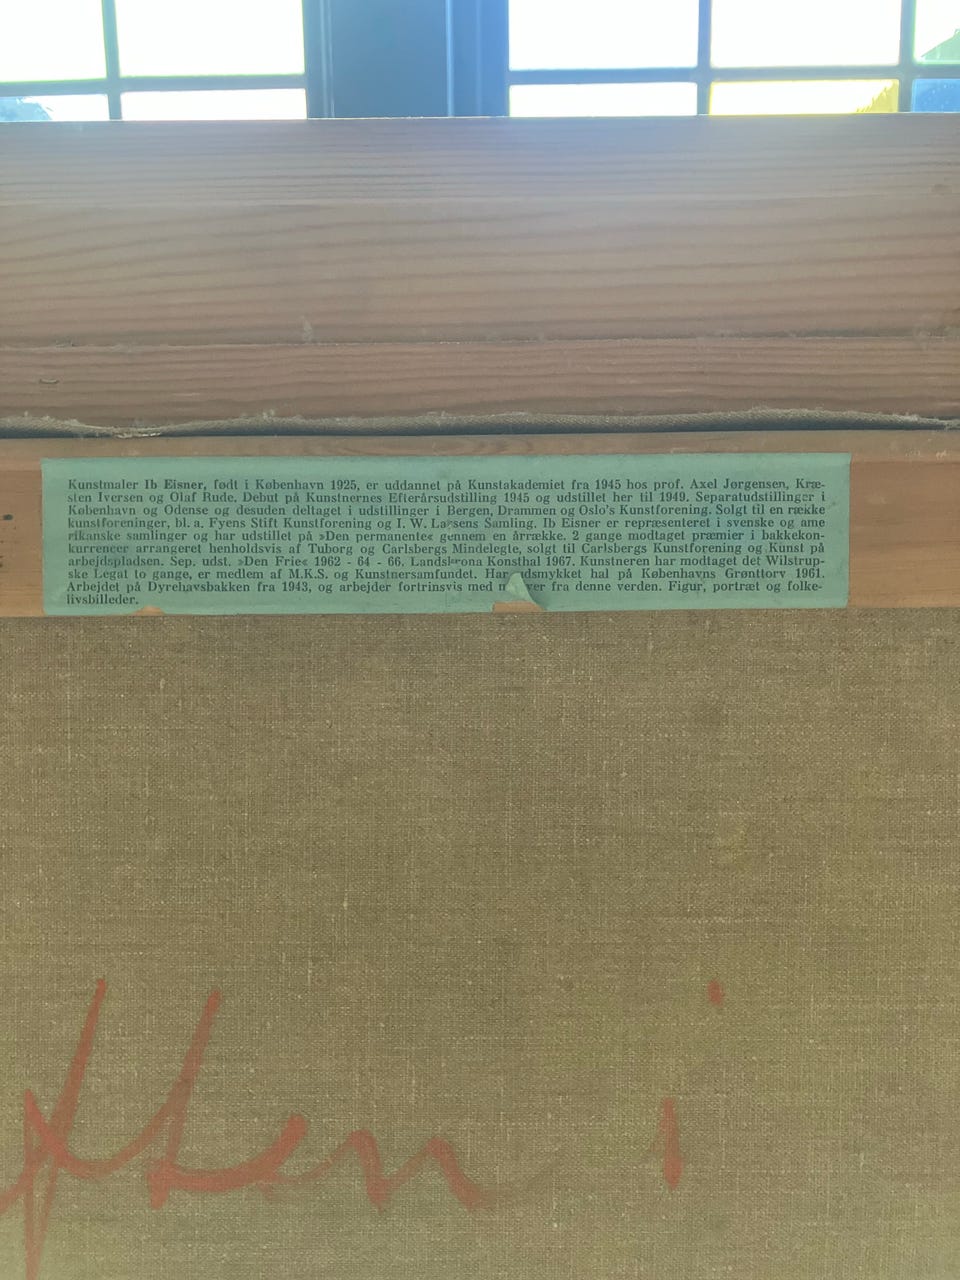 Kunstmaler Ib Eisner, født i København 1925, er uddannet på Kunstakademiet fra 1945 hos prof. Axel Jørgensen, Kræ-
sten Iversen og Olaf Rude. Debut på Kunstnernes Efterårsudstilling 1945 og udstillet her til 1949. Separatudstillinger i
København og Odense og desuden deltaget i udstillinger i Bergen, Drammen og Oslo's Kunstforening. Solgt til en række
kunstforeninger, bl. a. Fyens Stift Kunstforening og I. W. Larsens Samling. Ib Eisner er repræsenteret i svenske og ame
rikanske samlinger og har udstillet på »Den permanente« gennem en årrække. 2 gange modtaget præmier i bakkekon-
kurrencer arrangeret henholdsvis af Tuborg og Carlsbergs Mindelegte, solgt til Carlsbergs Kunstforening og Kunst på
arbejdspladsen. Sep. udst. »Den Frie« 1962 - 64 - 66. Landskrona Konsthal 1967. Kunstneren har modtaget det Wilstrup-
ske Legat to gange, er medlem af M.K.S. og Kunstnersamfundet. Har udsmykket hal på Københavns Grønttorv 1961.
Arbejdet på Dyrehavsbakken fra 1943, og arbejder fortrinsvis med fra denne verden. Figur, portræt og folke-
livsbilleder.
ften i